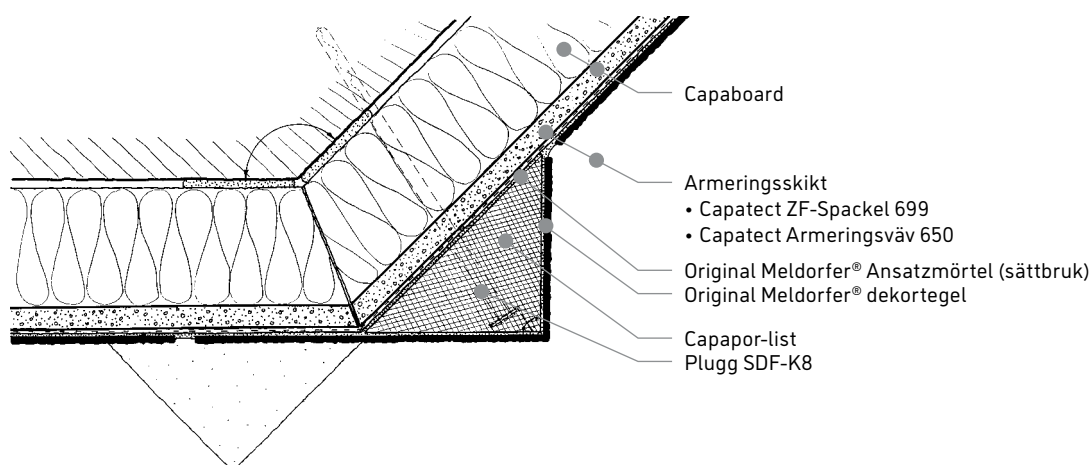 Capaboard
Armeringsskikt
• Capatect ZF-Spackel 699
• Capatect Armeringsväv 650
Original Meldorfer® Ansatzmörtel (sättbruk)
Original Meldorfer® dekortegel
Capapor-list
Plugg SDF-K8